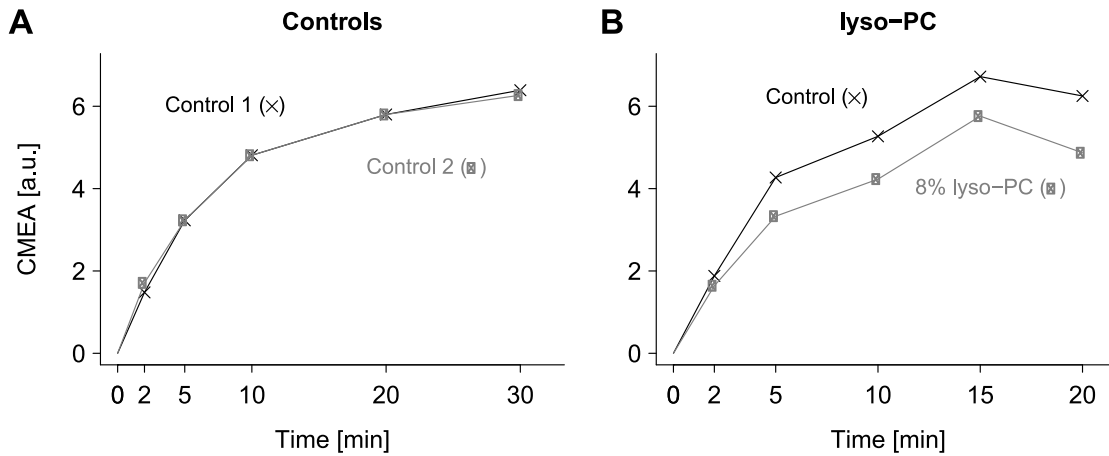 A
Controls
CMEA [a.u.]
6
4
2
0
Control 1 (×)
Control 2 (⊠)
0 2 5 10 20 30
Time [min]
B
lyso−PC
6
4
2
0
Control (×)
8% lyso−PC (⊠)
0 2 5 10 15 20
Time [min]